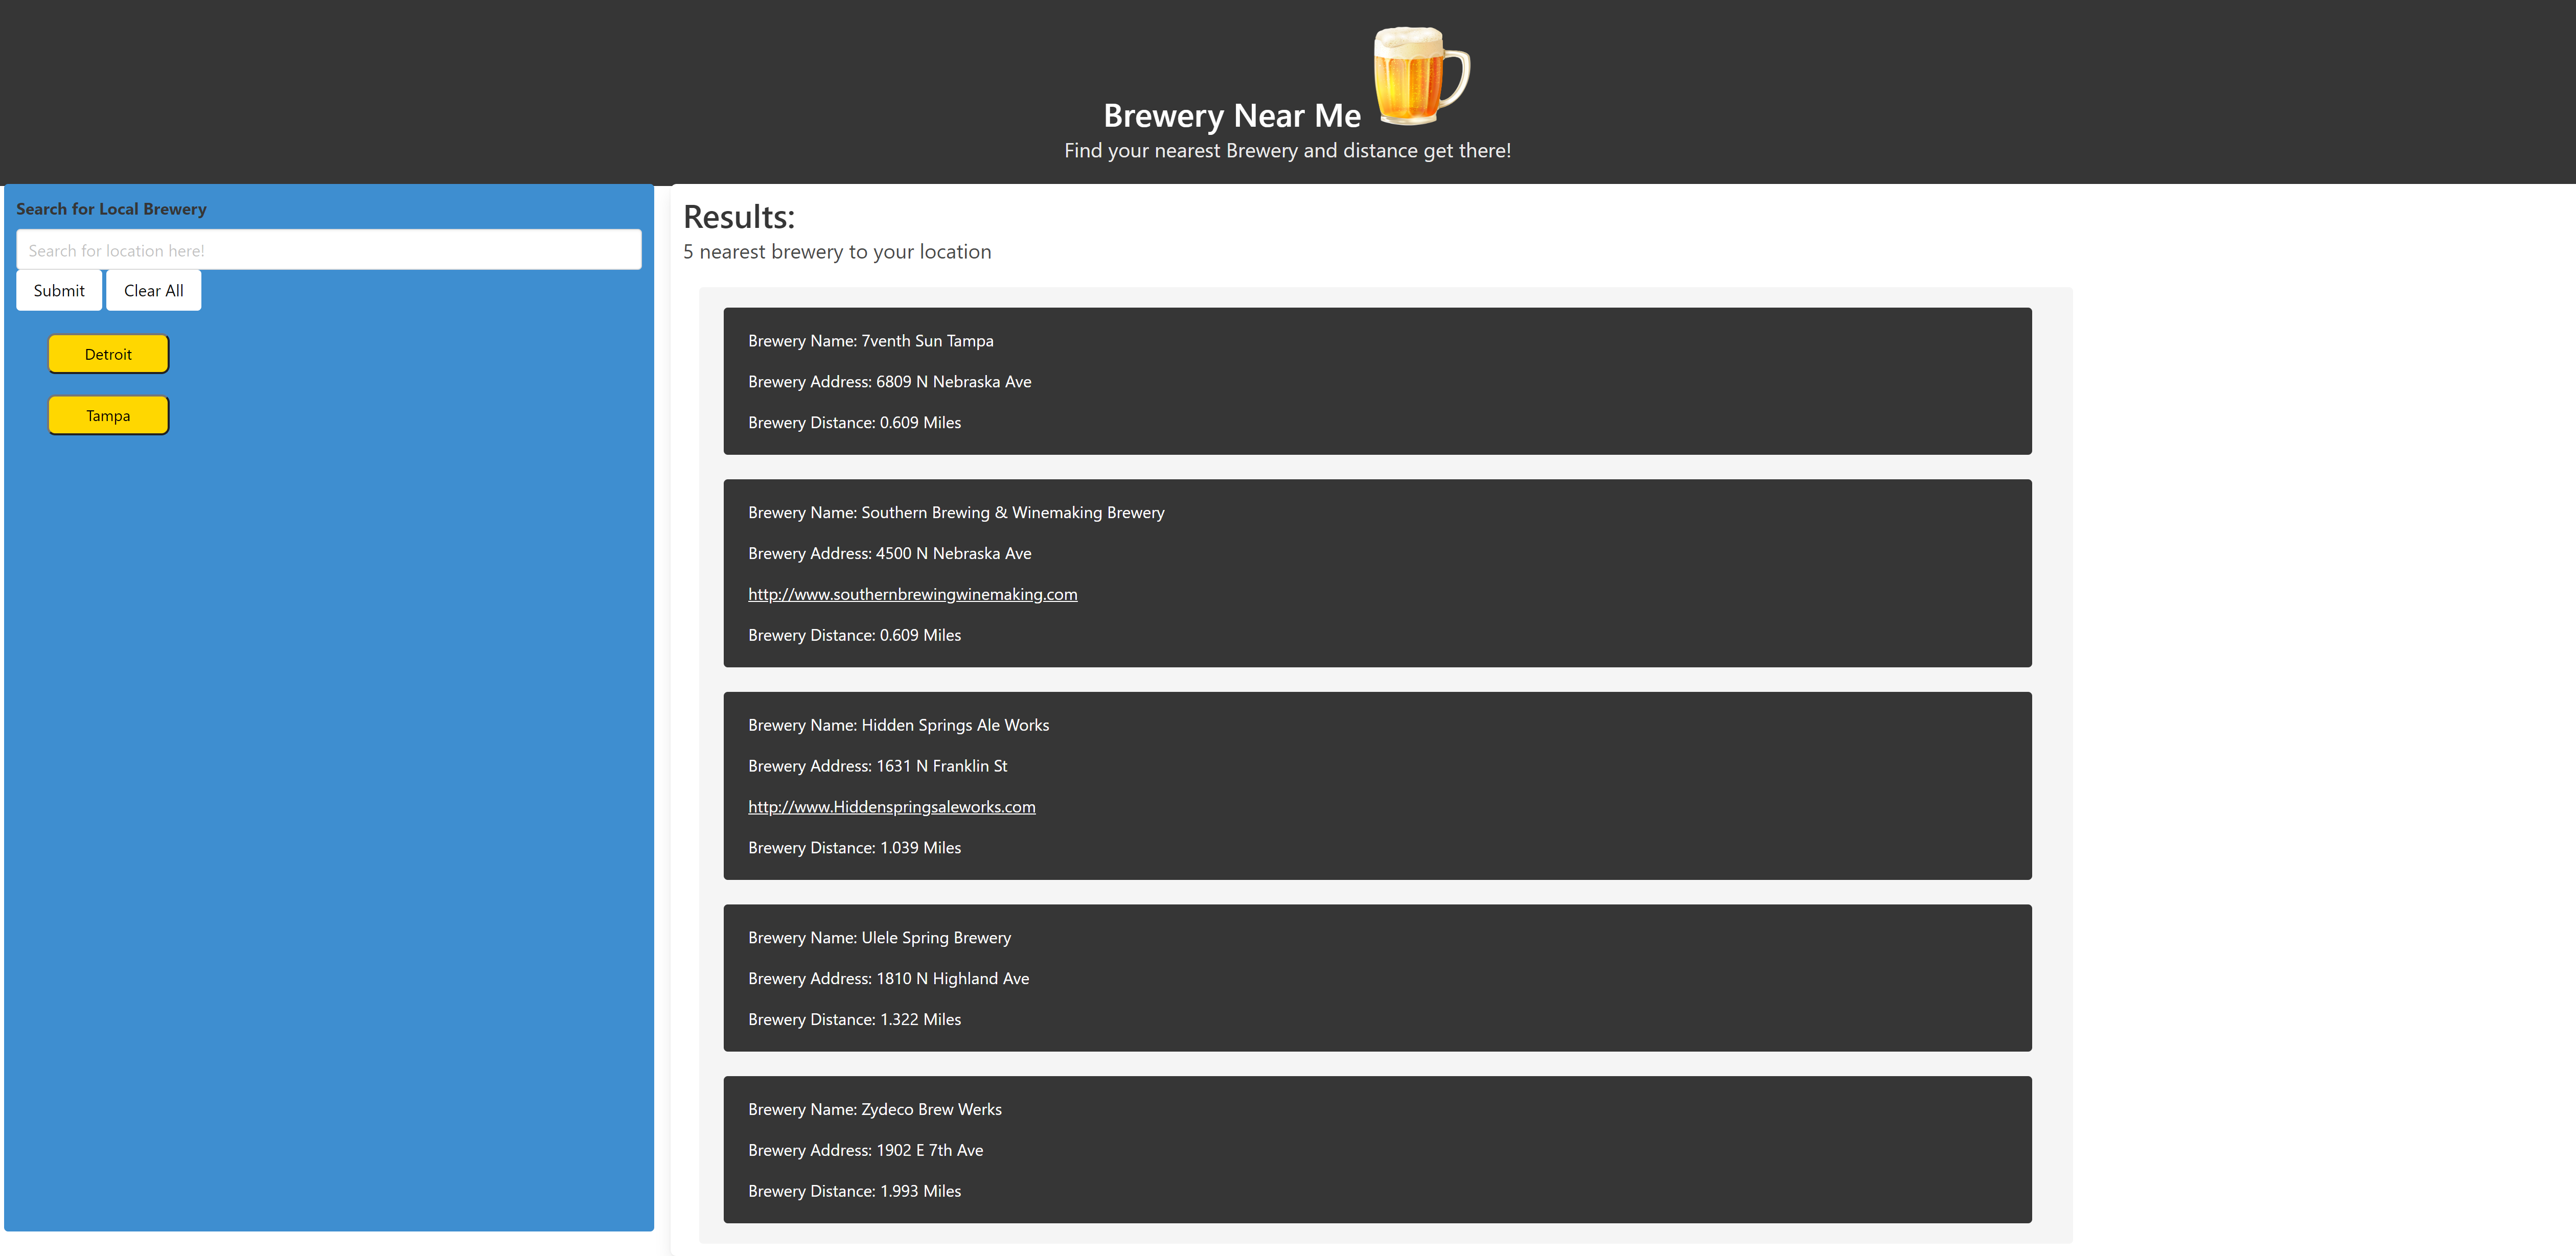 Brewery Near Me
Find your nearest Brewery and distance get there!
Search for Local Brewery
Search for location here!
Submit
Clear All
Detroit
Tampa
Results:
5 nearest brewery to your location
Brewery Name: 7venth Sun Tampa
Brewery Address: 6809 N Nebraska Ave
Brewery Distance: 0.609 Miles
Brewery Name: Southern Brewing & Winemaking Brewery
Brewery Address: 4500 N Nebraska Ave
http://www.southernbrewingwinemaking.com
Brewery Distance: 0.609 Miles
Brewery Name: Hidden Springs Ale Works
Brewery Address: 1631 N Franklin St
http://www.Hiddenspringsaleworks.com
Brewery Distance: 1.039 Miles
Brewery Name: Ulele Spring Brewery
Brewery Address: 1810 N Highland Ave
Brewery Distance: 1.322 Miles
Brewery Name: Zydeco Brew Werks
Brewery Address: 1902 E 7th Ave
Brewery Distance: 1.993 Miles